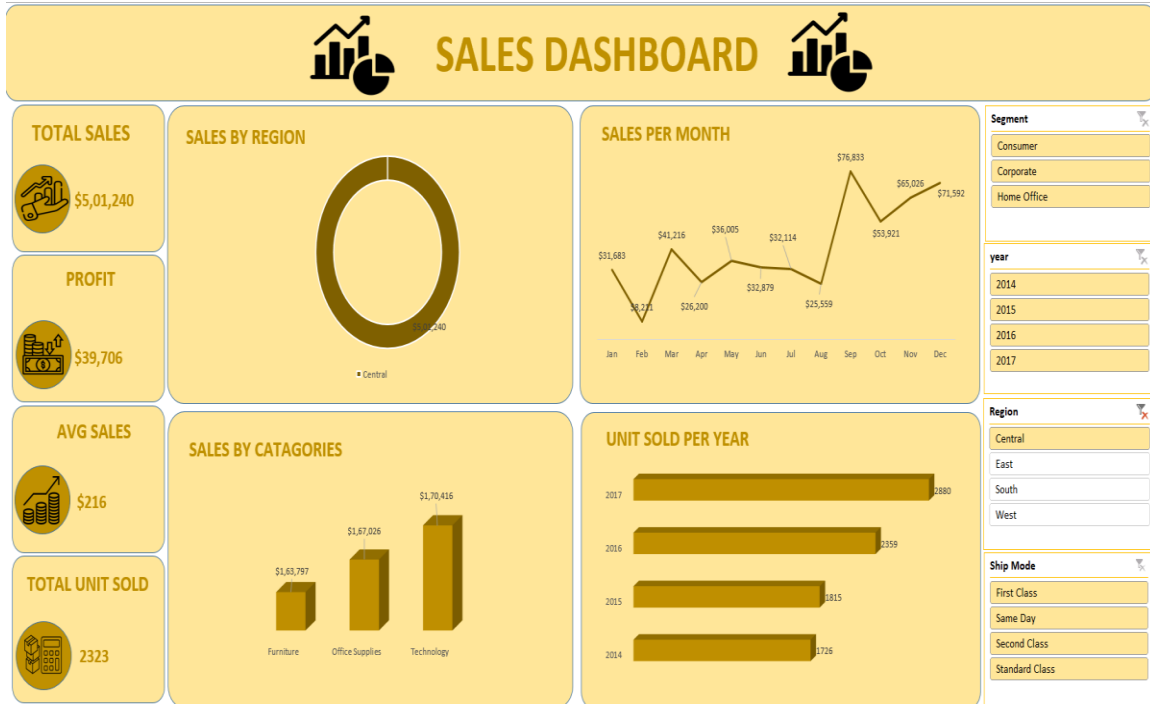 SALES DASHBOARD
TOTAL SALES
$5,01,240
PROFIT
$39,706
AVG SALES
$216
TOTAL UNIT SOLD
2323
SALES BY REGION
$5,01,240
Central
SALES PER MONTH
$31,683
$8,211
$41,216
$26,200
$36,005
$32,879
$32,114
$25,559
$76,833
$53,921
$65,026
$71,592
Jan Feb Mar Apr May Jun Jul Aug Sep Oct Nov Dec
SALES BY CATAGORIES
$1,63,797
$1,67,026
$1,70,416
Furniture Office Supplies Technology
UNIT SOLD PER YEAR
2017 2880
2016 2359
2015 1815
2014 1726
Segment
Consumer
Corporate
Home Office
year
2014
2015
2016
2017
Region
Central
East
South
West
Ship Mode
First Class
Same Day
Second Class
Standard Class